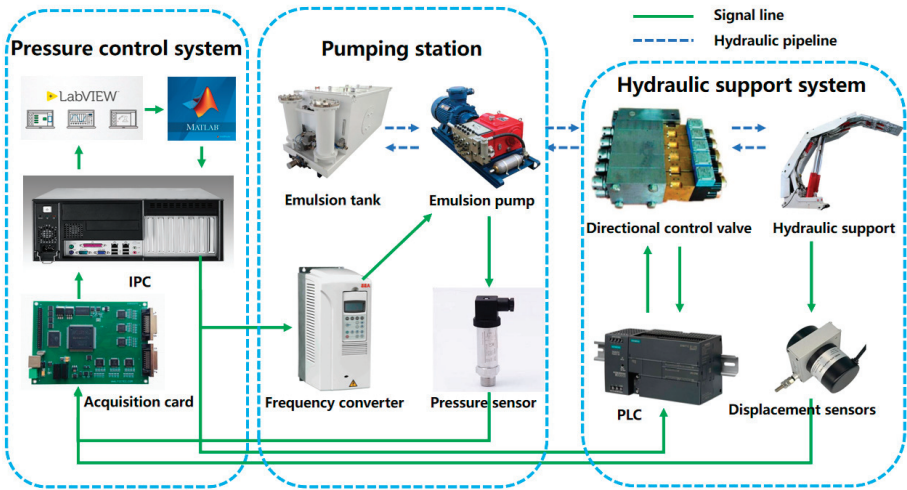 Signal line
Hydraulic pipeline
Pressure control system
Pumping station
Hydraulic support system
LabVIEW
MATLAB
Emulsion tank
Emulsion pump
Directional control valve
Hydraulic support
IPC
ABB
Acquisition card
Frequency converter
Pressure sensor
PLC
Displacement sensors